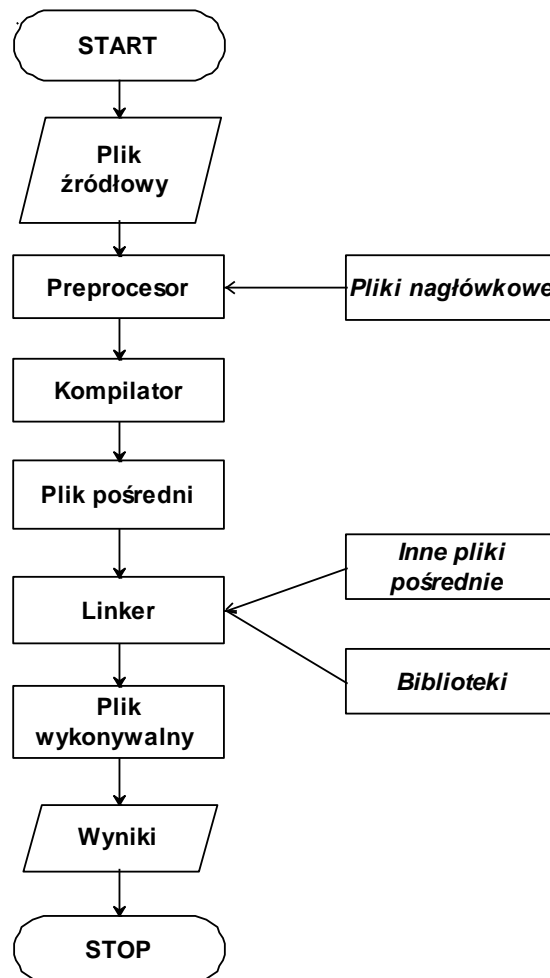 START
Plik
źródłowy
Preprocesor
Pliki nagłówkowe
Kompilator
Plik pośredni
Inne pliki
pośrednie
Linker
Biblioteki
Plik
wykonywalny
Wyniki
STOP